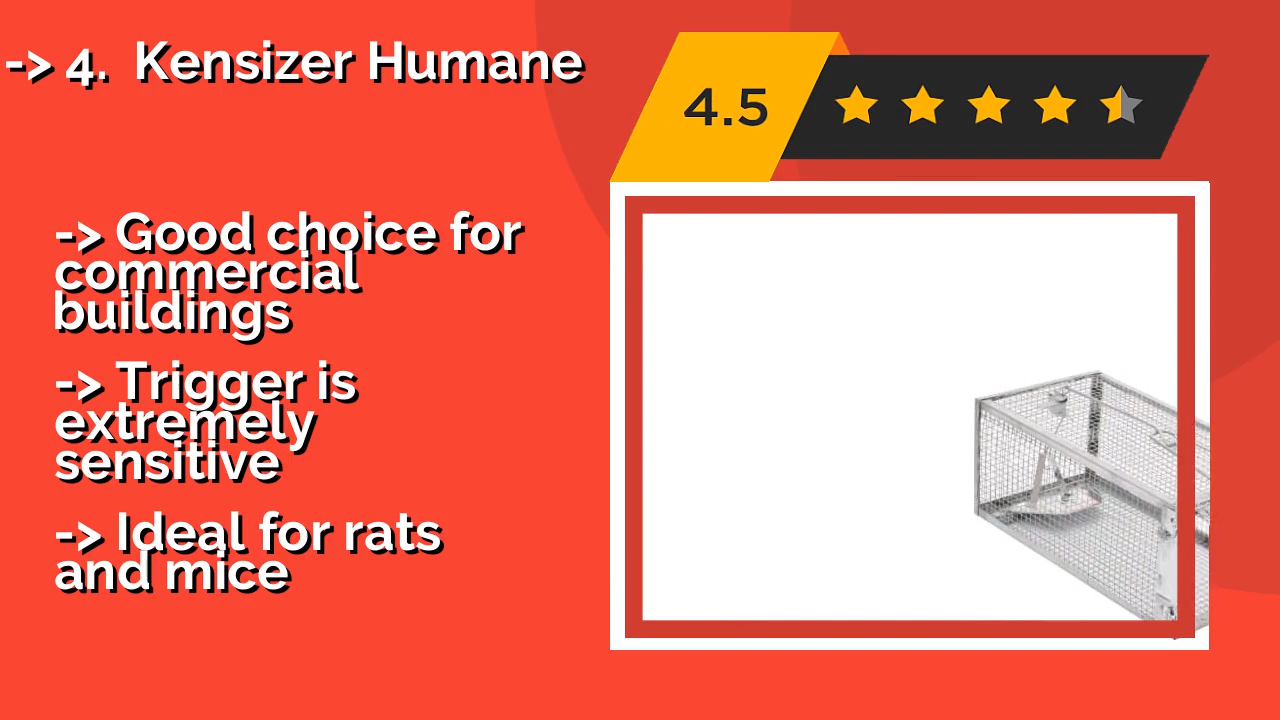 -> 4. Kensizer Humane
4.5
-> Good choice for
commercial
buildings
-> Trigger is
extremely
sensitive
-> Ideal for rats
and mice